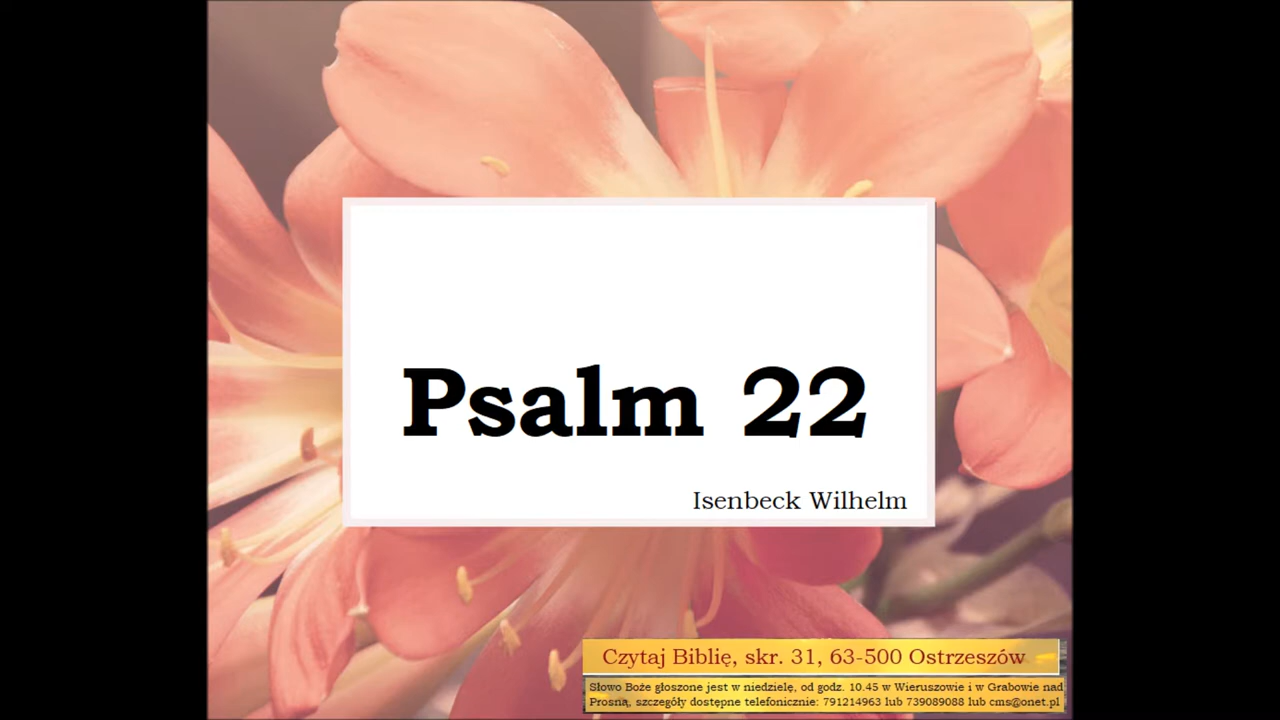 Psalm 22
Isenbeck Wilhelm
Czytaj Biblię, skr. 31, 63-500 Ostrzeszów
Słowo Boże głoszone jest w niedzielę, od godz. 10.45 w Wieruszowie i w Grabowie nad
Prosną, szczegóły dostępne telefonicznie: 791214963 lub 739089088 lub cms@onet.pl